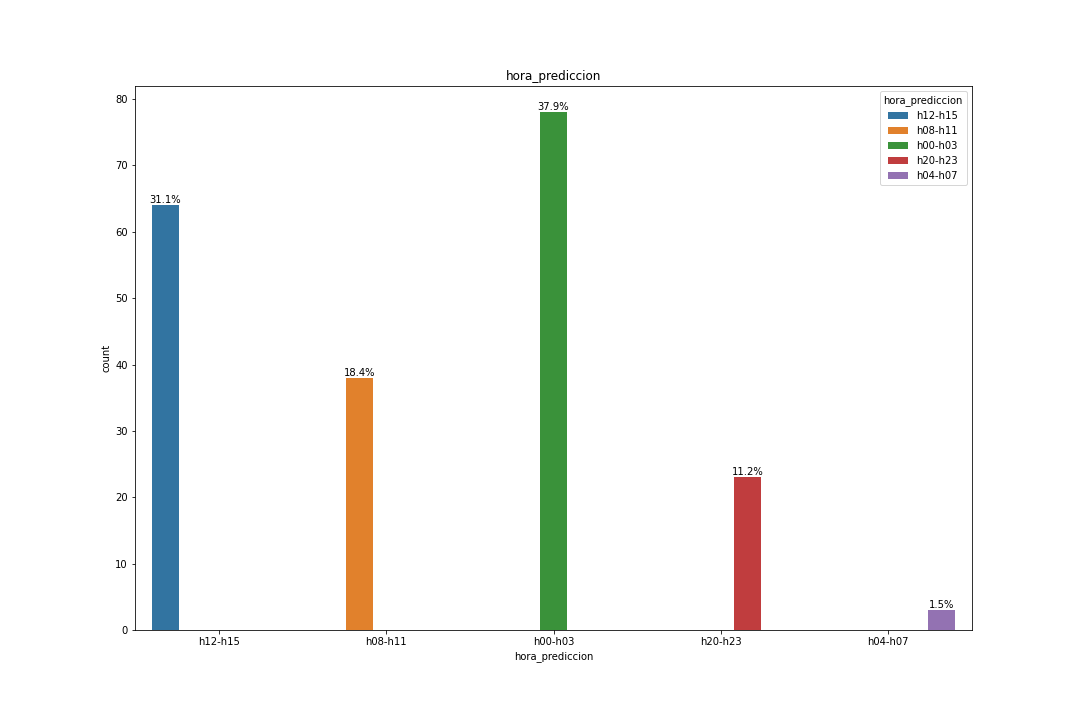 hora_prediccion
80
70
60
50
40
30
20
10
0
count
31.1%
18.4%
37.9%
11.2%
1.5%
hora_prediccion
h12-h15
h08-h11
h00-h03
h20-h23
h04-h07
h12-h15 h08-h11 h00-h03 h20-h23 h04-h07
hora_prediccion